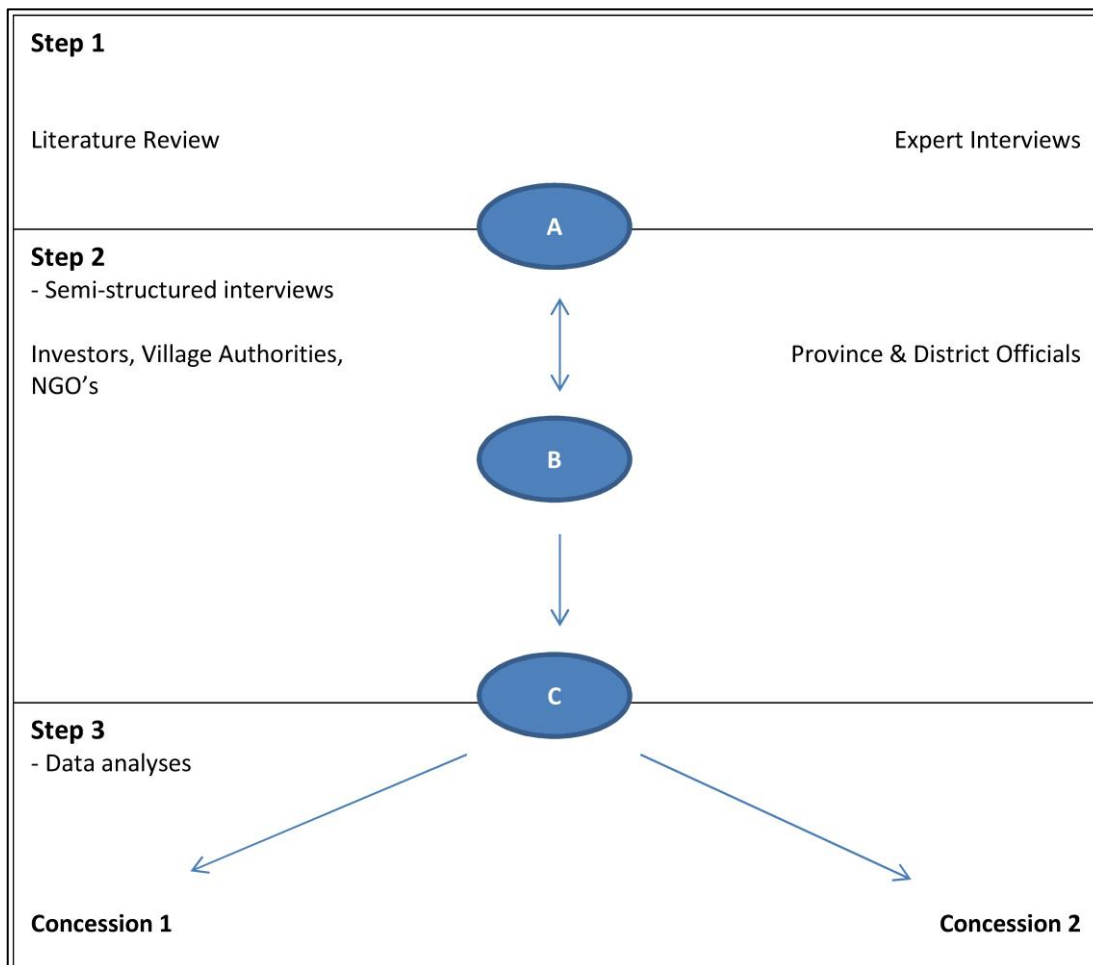 Step 1
Literature Review
Expert Interviews
A
Step 2
- Semi-structured interviews
Investors, Village Authorities,
NGO’s
Province & District Officials
B
C
Step 3
- Data analyses
Concession 1
Concession 2